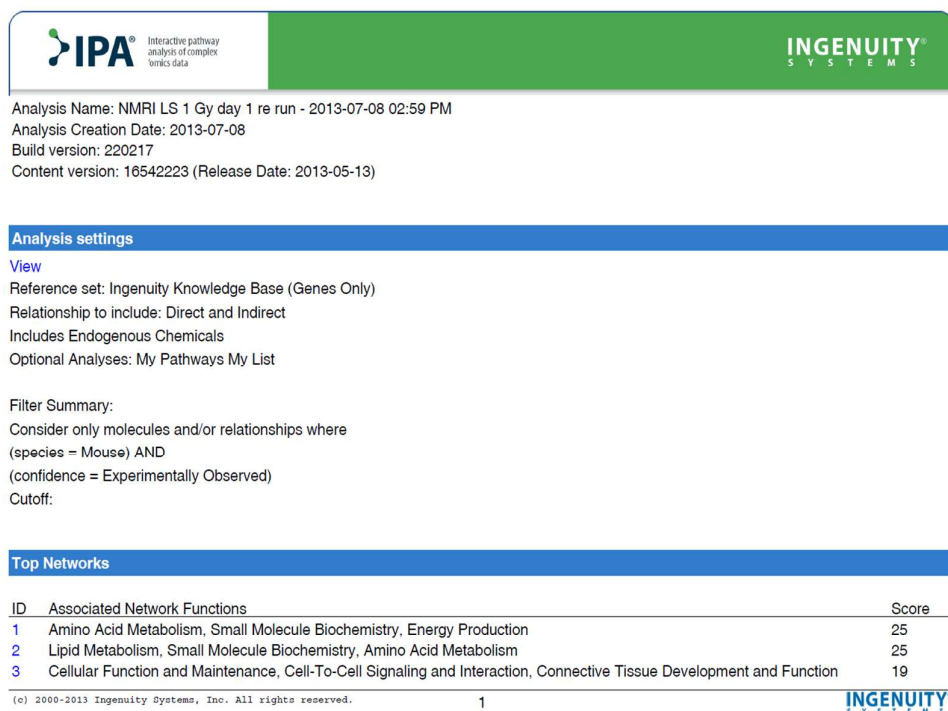 IPA®
Interactive pathway
analysis of complex
'omics data
INGENUITY®
SYSTEMS
Analysis Name: NMRI LS 1 Gy day 1 re run - 2013-07-08 02:59 PM
Analysis Creation Date: 2013-07-08
Build version: 220217
Content version: 16542223 (Release Date: 2013-05-13)
Analysis settings
View
Reference set: Ingenuity Knowledge Base (Genes Only)
Relationship to include: Direct and Indirect
Includes Endogenous Chemicals
Optional Analyses: My Pathways My List
Filter Summary:
Consider only molecules and/or relationships where
(species = Mouse) AND
(confidence = Experimentally Observed)
Cutoff:
Top Networks
ID Associated Network Functions Score
1 Amino Acid Metabolism, Small Molecule Biochemistry, Energy Production 25
2 Lipid Metabolism, Small Molecule Biochemistry, Amino Acid Metabolism 25
3 Cellular Function and Maintenance, Cell-To-Cell Signaling and Interaction, Connective Tissue Development and Function 19
(c) 2000-2013 Ingenuity Systems, Inc. All rights reserved. 1 INGENUITY